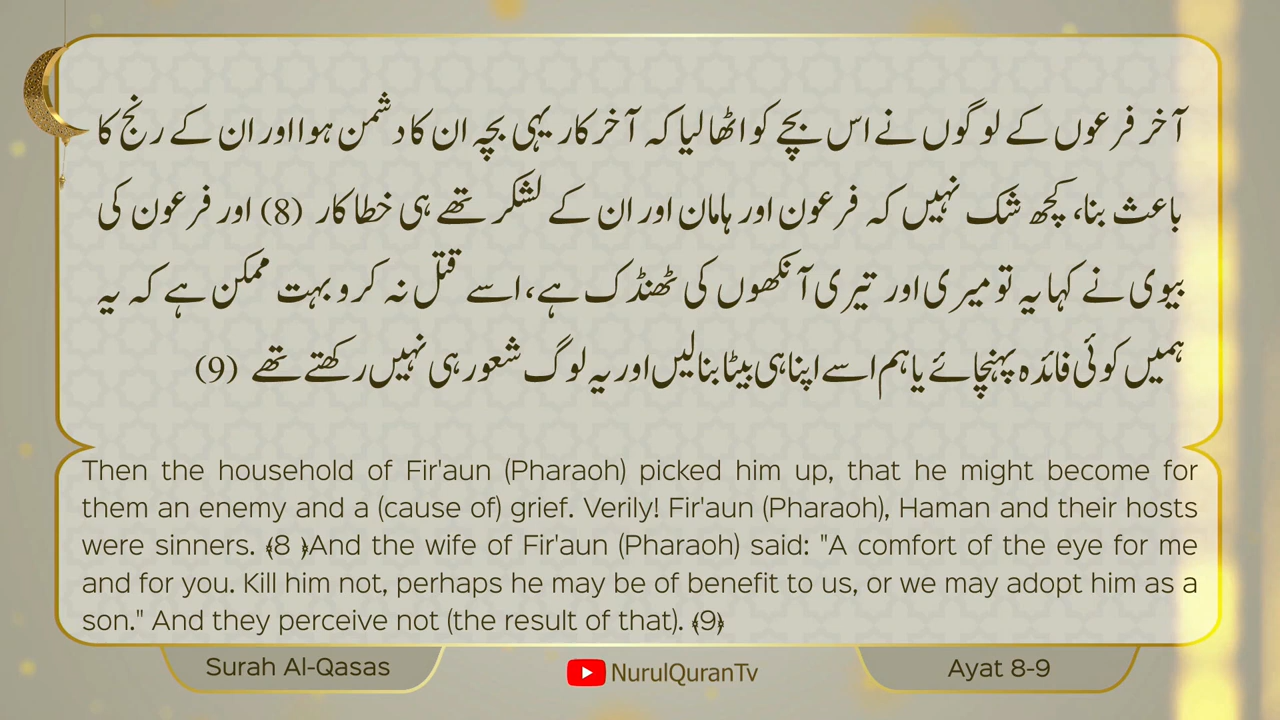 آخر فرعوں کے لوگوں نے اس بچے کو اٹھا لیا کہ آخر کار یہی بچہ ان کا دشمن ہوا اور ان کے رنج کا
باعث بنا، کچھ شک نہیں کہ فرعون اور ہامان اور ان کے لشکر تھے ہی خطا کار (8) اور فرعون کی
بیوی نے کہا یہ تو میری اور تیری آنکھوں کی ٹھنڈک ہے، اسے قتل نہ کرو بہت ممکن ہے کہ یہ
ہمیں کوئی فائدہ پہنچائے یا ہم اسے اپنا ہی بیٹا بنا لیں اور یہ لوگ شعور ہی نہیں رکھتے تھے (9)
Then the household of Fir'aun (Pharaoh) picked him up, that he might become for
them an enemy and a (cause of) grief. Verily! Fir'aun (Pharaoh), Haman and their hosts
were sinners. ﴾8 ﴿And the wife of Fir'aun (Pharaoh) said: "A comfort of the eye for me
and for you. Kill him not, perhaps he may be of benefit to us, or we may adopt him as a
son." And they perceive not (the result of that). ﴾9﴿
Surah Al-Qasas
NurulQuranTv
Ayat 8-9